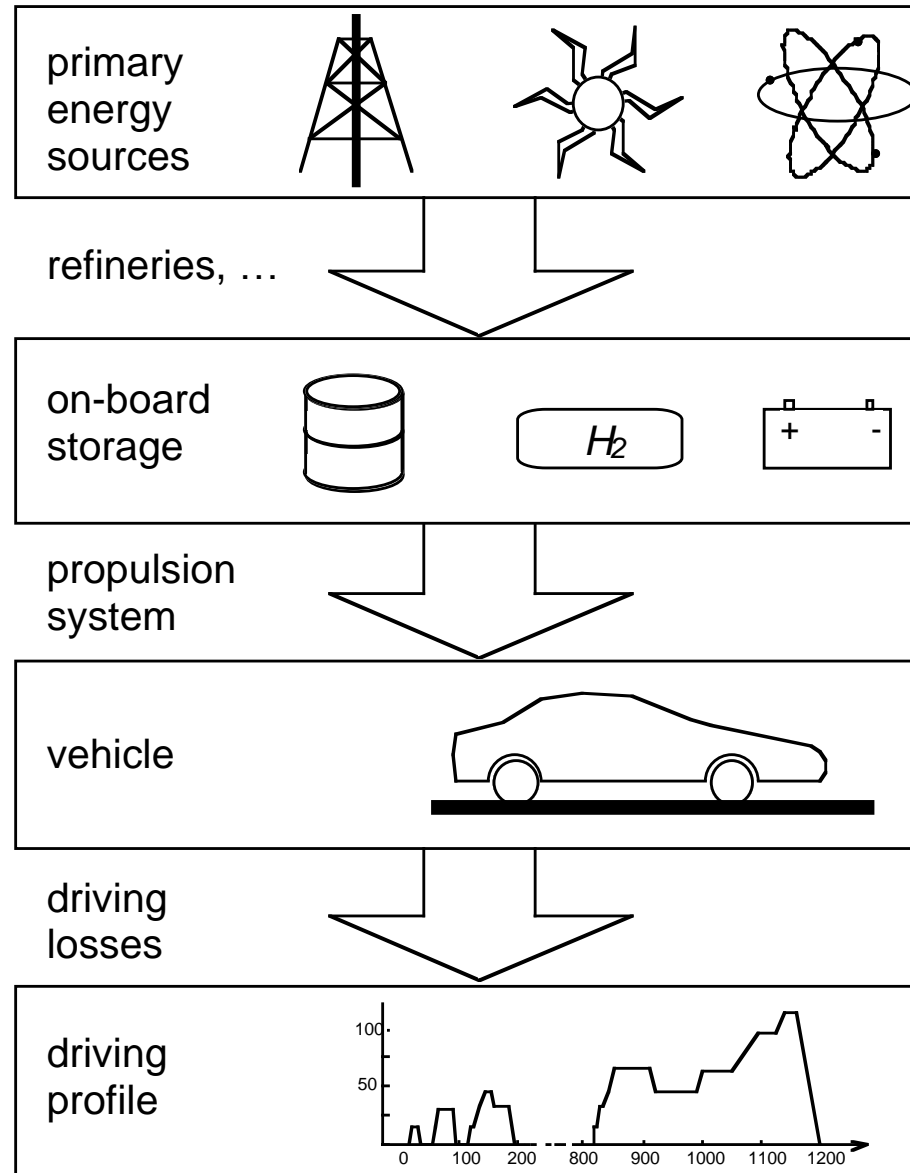 primary
energy
sources
refineries, …
on-board
storage
H2
+ -
propulsion
system
vehicle
driving
losses
driving
profile
100
50
0 100 200 800 900 1000 1100 1200